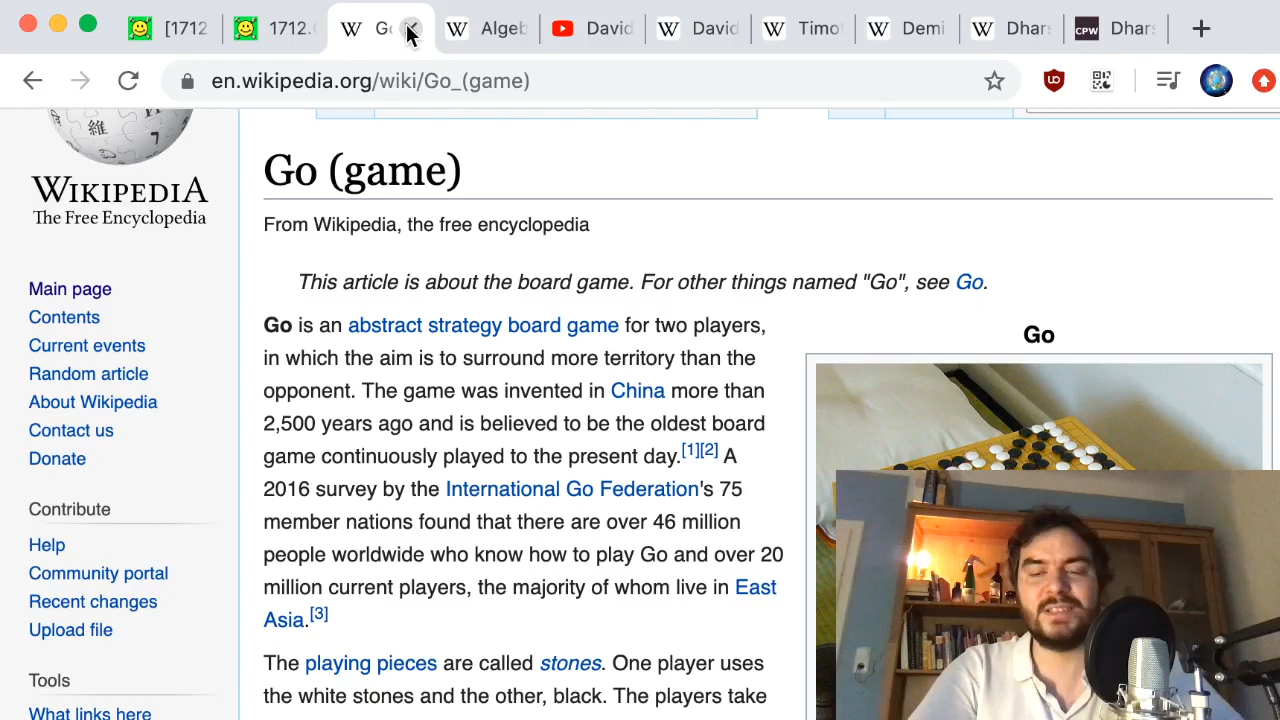 [1712
1712.
Go
Algeb
David
David
Timot
Demi
Dhars
CPW
Dhars
en.wikipedia.org/wiki/Go_(game)
WIKIPEDIA
The Free Encyclopedia
Main page
Contents
Current events
Random article
About Wikipedia
Contact us
Donate
Contribute
Help
Community portal
Recent changes
Upload file
Tools
What links here
Go (game)
From Wikipedia, the free encyclopedia
This article is about the board game. For other things named "Go", see Go.
Go is an abstract strategy board game for two players,
in which the aim is to surround more territory than the
opponent. The game was invented in China more than
2,500 years ago and is believed to be the oldest board
game continuously played to the present day.[1][2] A
2016 survey by the International Go Federation's 75
member nations found that there are over 46 million
people worldwide who know how to play Go and over 20
million current players, the majority of whom live in East
Asia.[3]
The playing pieces are called stones. One player uses
the white stones and the other, black. The players take
Go